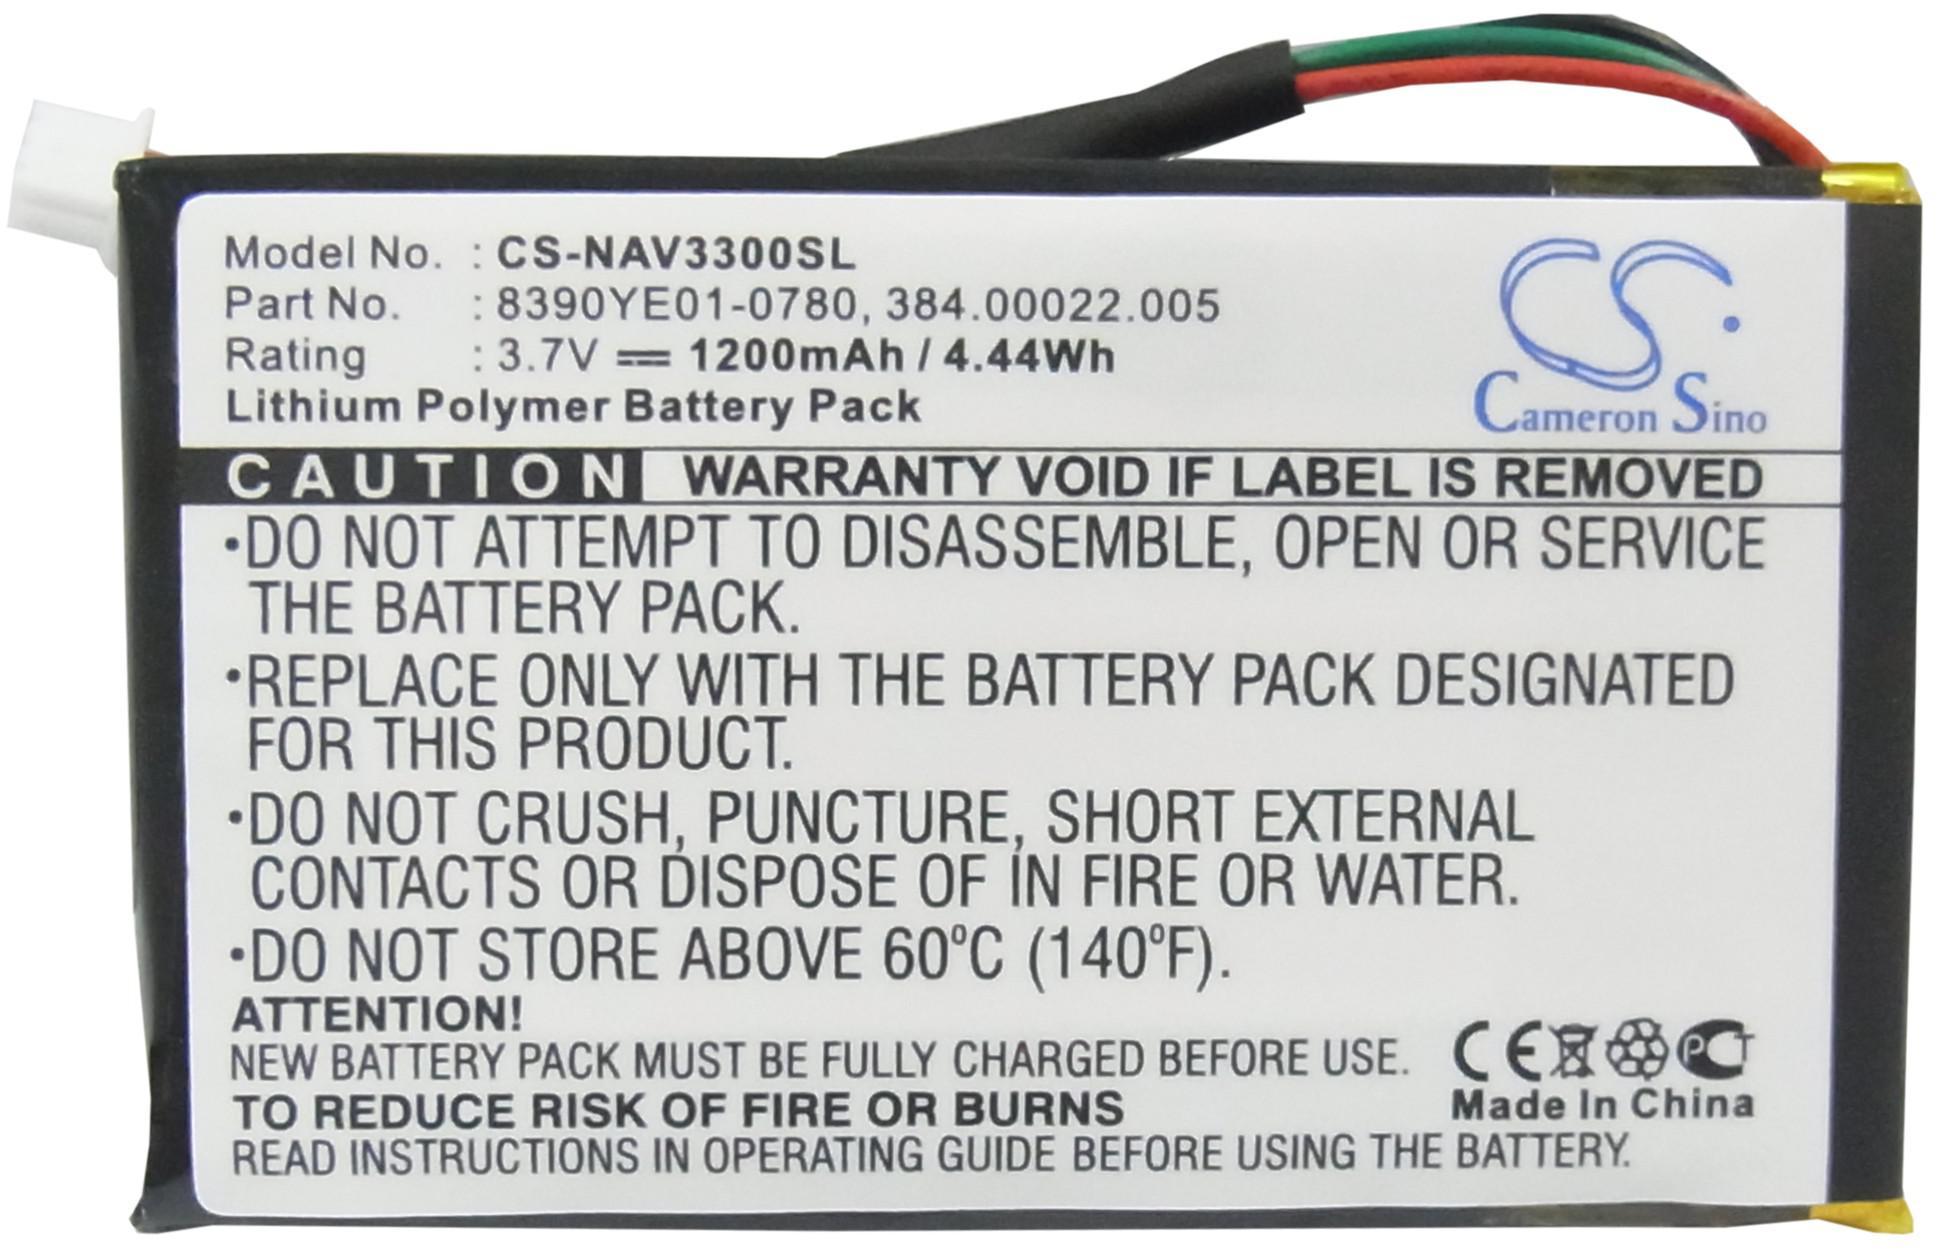 Model No. : CS-NAV3300SL
Part No. : 8390YE01-0780, 384.00022.005
Rating : 3.7V ⎓ 1200mAh / 4.44Wh
Lithium Polymer Battery Pack
CS
Cameron Sino
CAUTION WARRANTY VOID IF LABEL IS REMOVED
•DO NOT ATTEMPT TO DISASSEMBLE, OPEN OR SERVICE
THE BATTERY PACK.
•REPLACE ONLY WITH THE BATTERY PACK DESIGNATED
FOR THIS PRODUCT.
•DO NOT CRUSH, PUNCTURE, SHORT EXTERNAL
CONTACTS OR DISPOSE OF IN FIRE OR WATER.
•DO NOT STORE ABOVE 60ºC (140ºF).
ATTENTION!
NEW BATTERY PACK MUST BE FULLY CHARGED BEFORE USE.
CE PCT
TO REDUCE RISK OF FIRE OR BURNS
Made In China
READ INSTRUCTIONS IN OPERATING GUIDE BEFORE USING THE BATTERY.